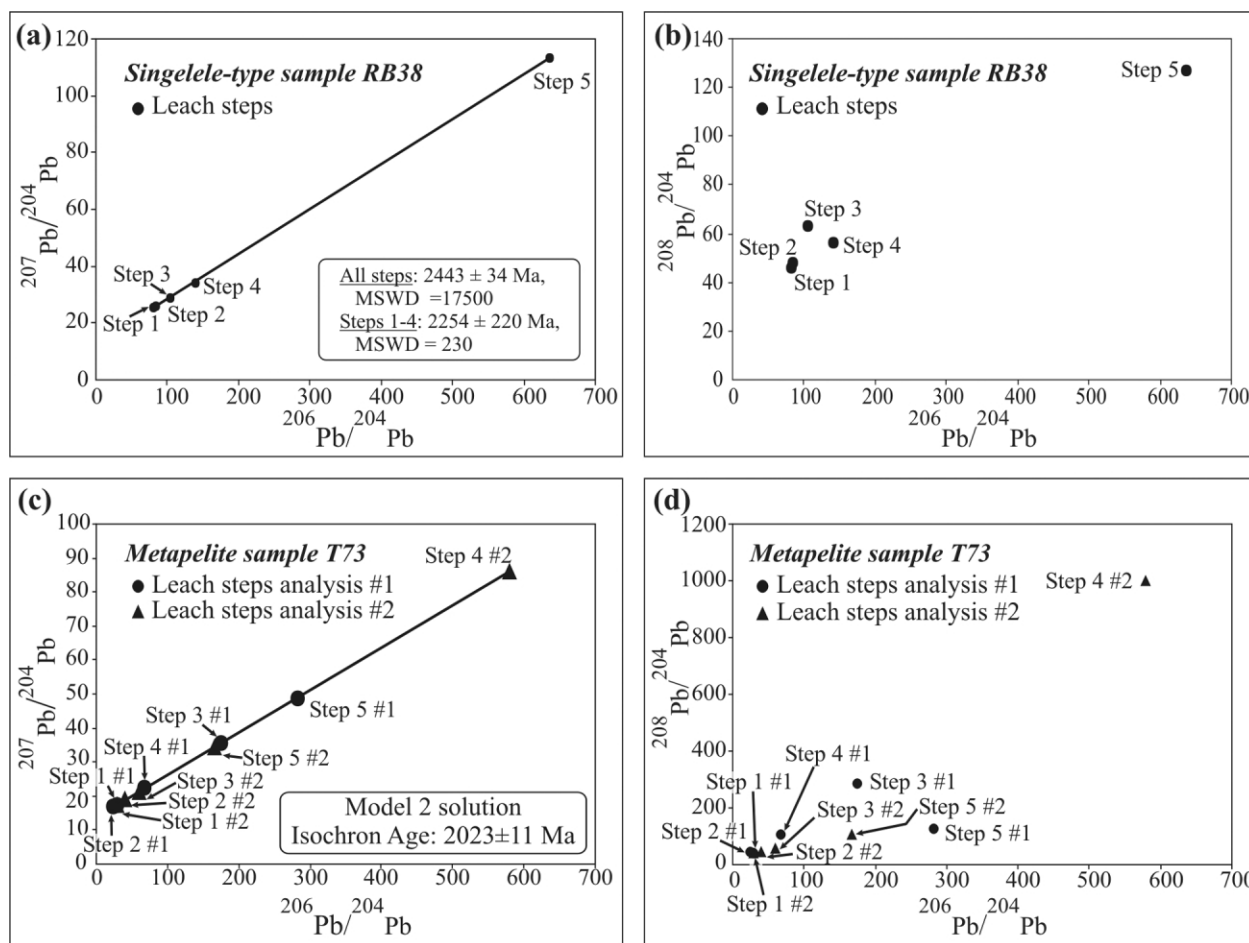 (a)
120
100
80
60
40
20
0
207Pb/204Pb
Singelele-type sample RB38
● Leach steps
Step 5
Step 3
Step 4
Step 1
Step 2
All steps: 2443 ± 34 Ma,
MSWD =17500
Steps 1-4: 2254 ± 220 Ma,
MSWD = 230
0 100 200 300 400 500 600 700
206Pb/204Pb
(b)
140
120
100
80
60
40
20
0
208Pb/204Pb
Singelele-type sample RB38
● Leach steps
Step 5
Step 3
Step 2
Step 4
Step 1
0 100 200 300 400 500 600 700
206Pb/204Pb
(c)
100
90
80
70
60
50
40
30
20
10
0
207Pb/204Pb
Metapelite sample T73
● Leach steps analysis #1
▲ Leach steps analysis #2
Step 4 #2
Step 5 #1
Step 3 #1
Step 4 #1
Step 5 #2
Step 1 #1
Step 3 #2
Step 2 #2
Step 1 #2
Step 2 #1
Model 2 solution
Isochron Age: 2023±11 Ma
0 100 200 300 400 500 600 700
206Pb/204Pb
(d)
1200
1000
800
600
400
200
0
208Pb/204Pb
Metapelite sample T73
● Leach steps analysis #1
▲ Leach steps analysis #2
Step 4 #2
Step 4 #1
Step 1 #1
Step 3 #1
Step 3 #2
Step 5 #2
Step 2 #1
Step 5 #1
Step 2 #2
Step 1 #2
0 100 200 300 400 500 600 700
206Pb/204Pb